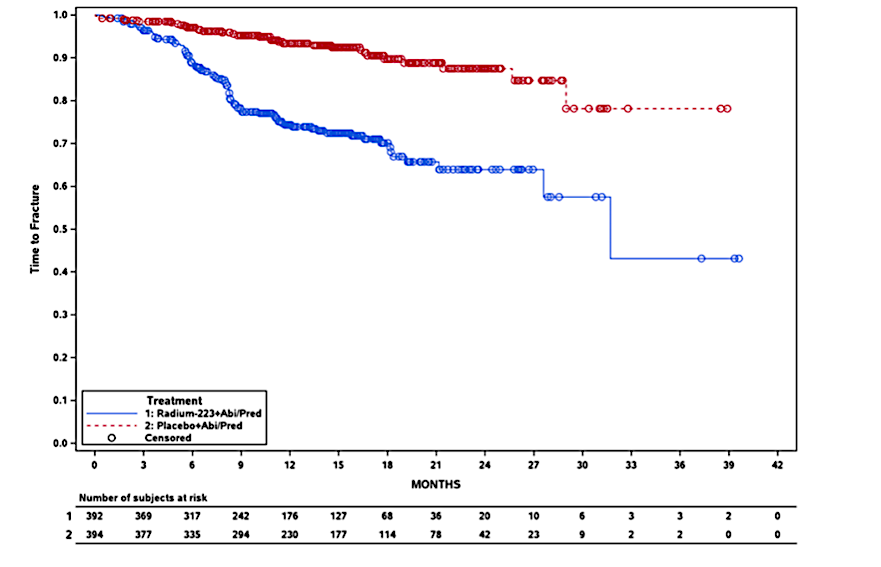 1.0
0.9
0.8
0.7
0.6
0.5
0.4
0.3
0.2
0.1
0.0
Time to Fracture
Treatment
1: Radium-223+Abi/Pred
2: Placebo+Abi/Pred
Censored
0 3 6 9 12 15 18 21 24 27 30 33 36 39 42
MONTHS
Number of subjects at risk
1 392 369 317 242 176 127 68 36 20 10 6 3 3 2 0
2 394 377 335 294 230 177 114 78 42 23 9 2 2 0 0